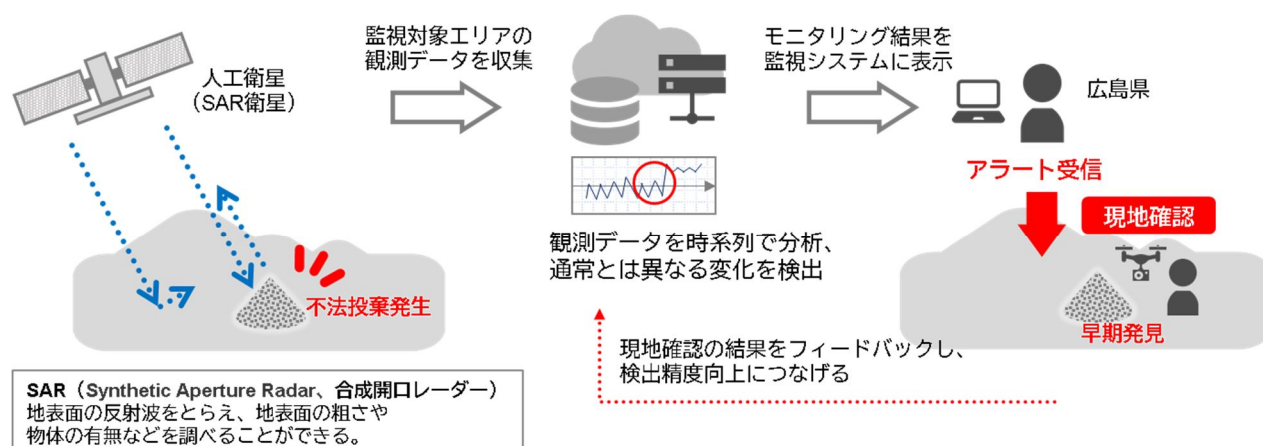 人工衛星
（SAR衛星）
監視対象エリアの
観測データを収集
モニタリング結果を
監視システムに表示
広島県
アラート受信
現地確認
観測データを時系列で分析、
通常とは異なる変化を検出
不法投棄発生
早期発見
現地確認の結果をフィードバックし、
検出精度向上につなげる
SAR（Synthetic Aperture Radar、合成開口レーダー）
地表面の反射波をとらえ、地表面の粗さや
物体の有無などを調べることができる。